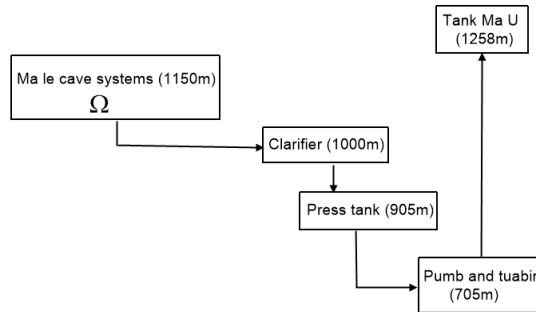 Tank Ma U
(1258m)
Ma le cave systems (1150m)
Ω
Clarifier (1000m)
Press tank (905m)
Pumb and tuabin
(705m)